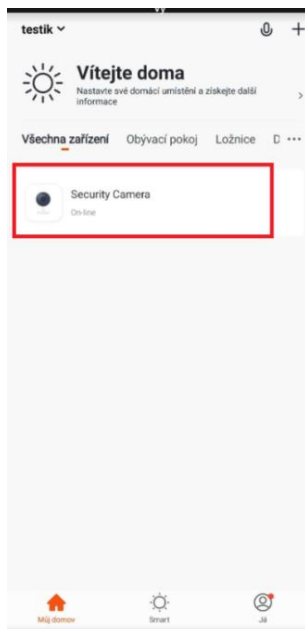 testik
Vítejte doma
Nastavte své domácí umístění a získejte další
informace
Všechna zařízení Obývací pokoj Ložnice D ...
Security Camera
On-line
Můj domov Smart Já